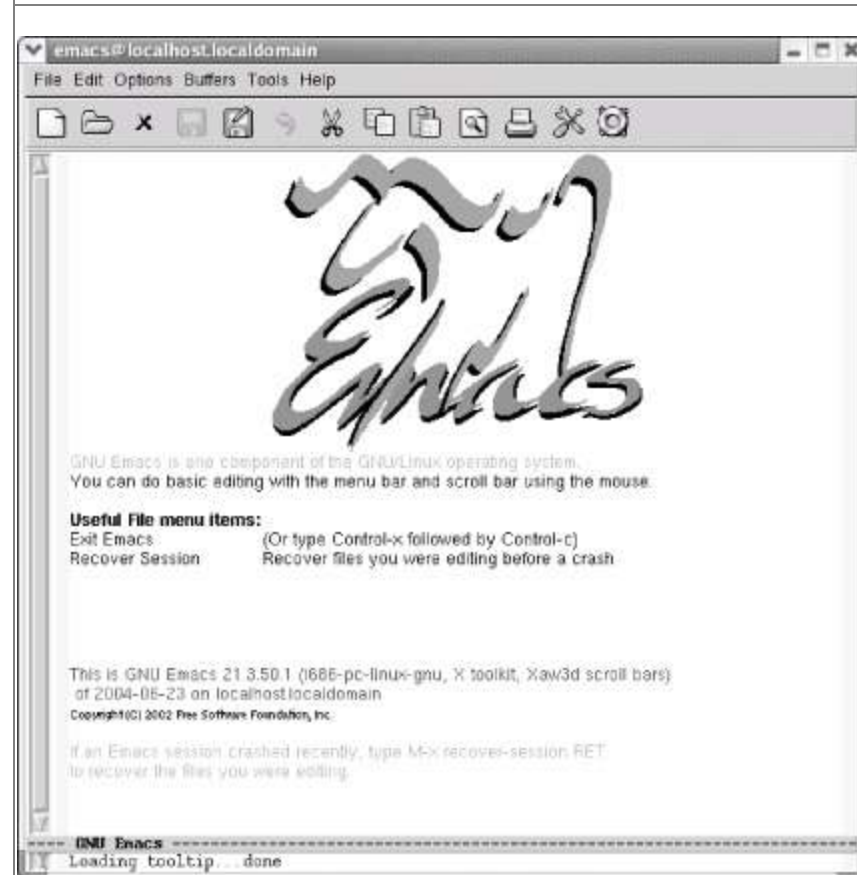 emacs@localhost.localdomain
File Edit Options Buffers Tools Help
Emacs
GNU Emacs is one component of the GNU/Linux operating system.
You can do basic editing with the menu bar and scroll bar using the mouse.
Useful File menu items:
Exit Emacs (Or type Control-x followed by Control-c)
Recover Session Recover files you were editing before a crash
This is GNU Emacs 21.3.50.1 (i686-pc-linux-gnu, X toolkit, Xaw3d scroll bars)
of 2004-06-23 on localhost.localdomain
Copyright (C) 2002 Free Software Foundation, Inc.
If an Emacs session crashed recently, type M-x recover-session RET
to recover the files you were editing.
---- GNU Emacs ----
Loading tooltip...done